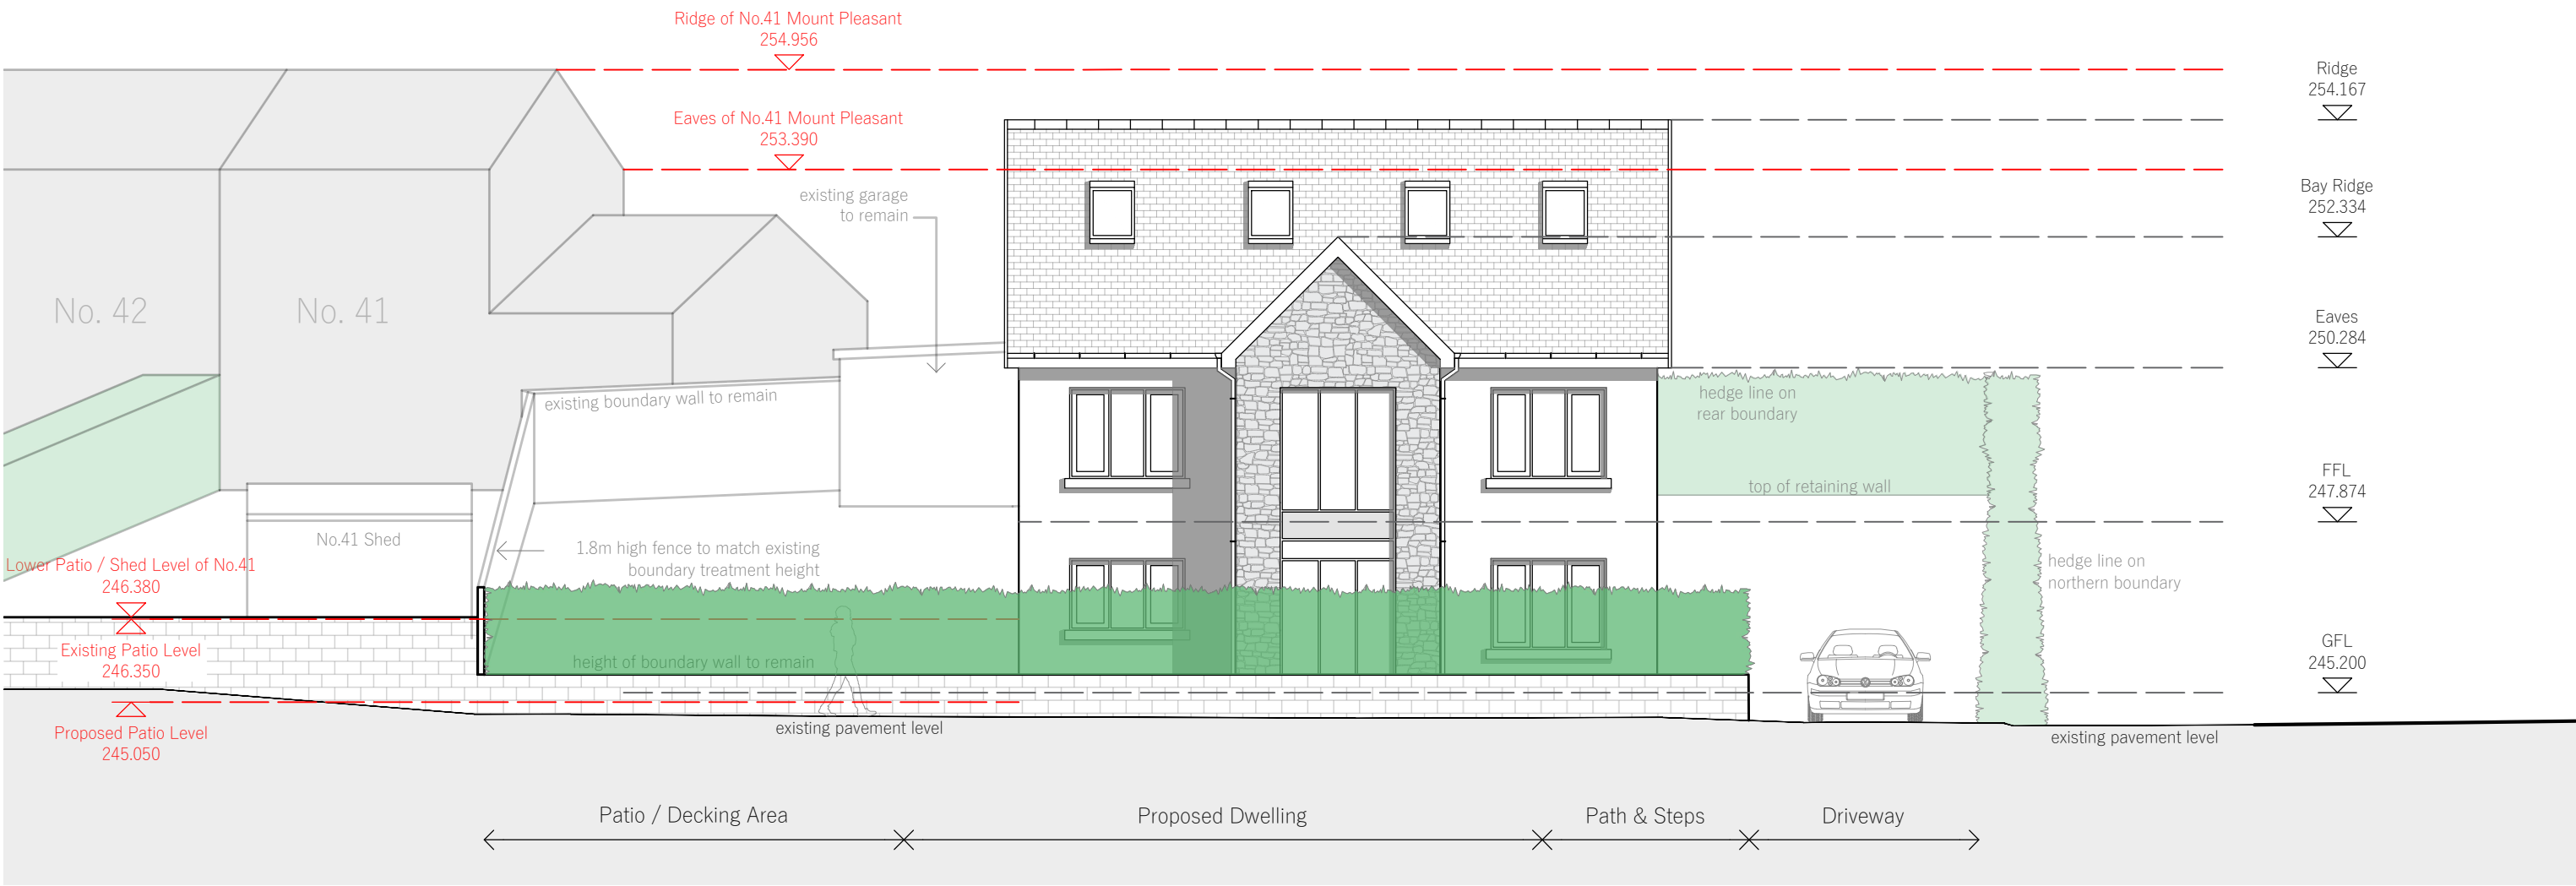 Ridge of No.41 Mount Pleasant
254.956
Ridge
254.167
Eaves of No.41 Mount Pleasant
253.390
existing garage
to remain
Bay Ridge
252.334
No. 42
No. 41
Eaves
250.284
existing boundary wall to remain
hedge line on
rear boundary
top of retaining wall
FFL
247.874
No.41 Shed
1.8m high fence to match existing
boundary treatment height
Lower Patio / Shed Level of No.41
246.380
hedge line on
northern boundary
Existing Patio Level
246.350
height of boundary wall to remain
GFL
245.200
Proposed Patio Level
245.050
existing pavement level
existing pavement level
Patio / Decking Area
Proposed Dwelling
Path & Steps
Driveway